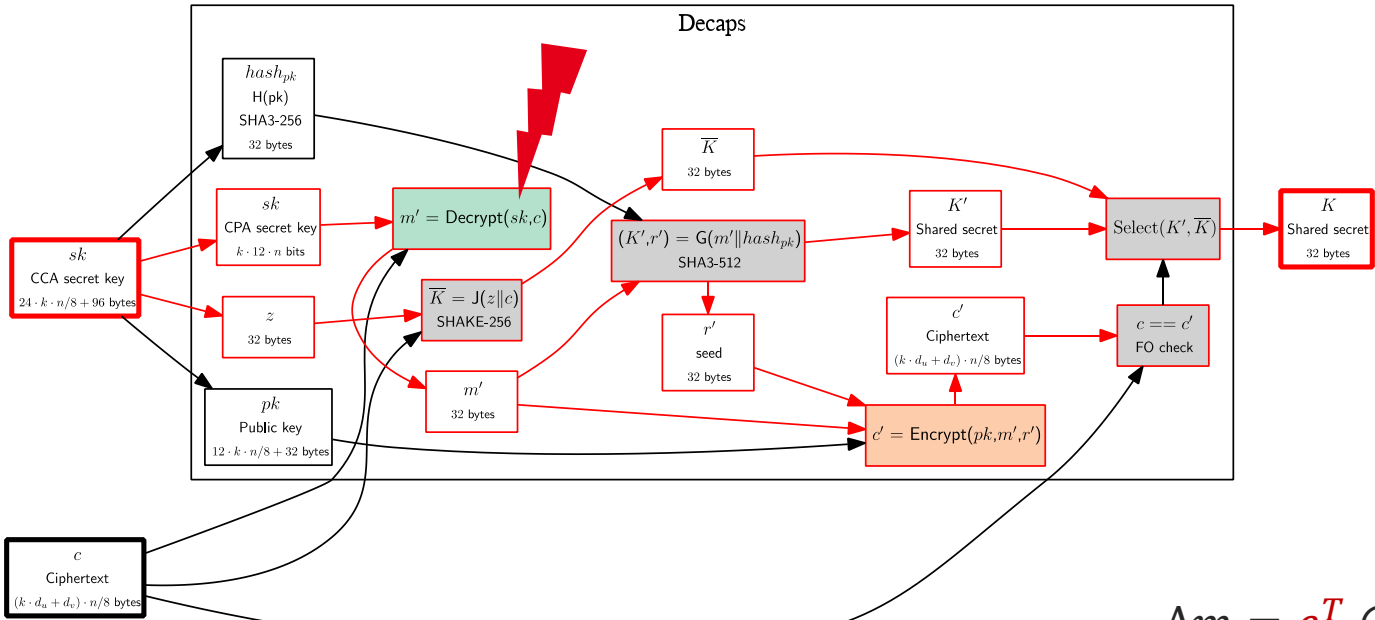 Decaps
hash_pk
H(pk)
SHA3-256
32 bytes
sk
CPA secret key
k · 12 · n bits
sk
CCA secret key
24 · k · n/8 + 96 bytes
z
32 bytes
pk
Public key
12 · k · n/8 + 32 bytes
c
Ciphertext
(k · d_u + d_v) · n/8 bytes
m′ = Decrypt(sk,c)
K̅ = J(z‖c)
SHAKE-256
m′
32 bytes
K̅
32 bytes
(K′,r′) = G(m′‖hash_pk)
SHA3-512
r′
seed
32 bytes
K′
Shared secret
32 bytes
c′
Ciphertext
(k · d_u + d_v) · n/8 bytes
c′ = Encrypt(pk,m′,r′)
Select(K′, K̅)
c == c′
FO check
K
Shared secret
32 bytes